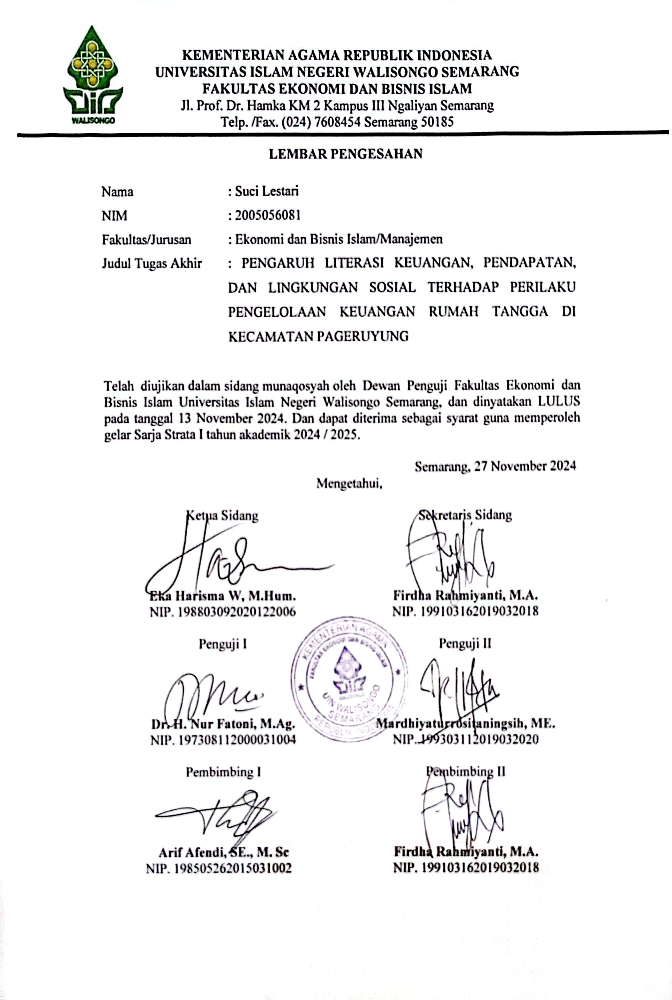 WALISONGO
KEMENTERIAN AGAMA REPUBLIK INDONESIA
UNIVERSITAS ISLAM NEGERI WALISONGO SEMARANG
FAKULTAS EKONOMI DAN BISNIS ISLAM
Jl. Prof. Dr. Hamka KM 2 Kampus III Ngaliyan Semarang
Telp. /Fax. (024) 7608454 Semarang 50185
LEMBAR PENGESAHAN
Nama : Suci Lestari
NIM : 2005056081
Fakultas/Jurusan : Ekonomi dan Bisnis Islam/Manajemen
Judul Tugas Akhir : PENGARUH LITERASI KEUANGAN, PENDAPATAN,
DAN LINGKUNGAN SOSIAL TERHADAP PERILAKU
PENGELOLAAN KEUANGAN RUMAH TANGGA DI
KECAMATAN PAGERUYUNG
Telah diujikan dalam sidang munaqosyah oleh Dewan Penguji Fakultas Ekonomi dan
Bisnis Islam Universitas Islam Negeri Walisongo Semarang, dan dinyatakan LULUS
pada tanggal 13 November 2024. Dan dapat diterima sebagai syarat guna memperoleh
gelar Sarja Strata I tahun akademik 2024 / 2025.
Semarang, 27 November 2024
Mengetahui,
Ketua Sidang Sekretaris Sidang
Eka Harisma W, M.Hum. Firdha Rahmiyanti, M.A.
NIP. 198803092020122006 NIP. 199103162019032018
KEMENTERIAN AGAMA
FAKULTAS EKONOMI DAN BISNIS ISLAM
UIN WALISONGO
SEMARANG
REPUBLIK INDONESIA
Penguji I Penguji II
Dr. H. Nur Fatoni, M.Ag. Mardhiyaturrositaningsih, ME.
NIP. 197308112000031004 NIP. 199303112019032020
Pembimbing I Pembimbing II
Arif Afendi, SE., M. Sc Firdha Rahmiyanti, M.A.
NIP. 198505262015031002 NIP. 199103162019032018